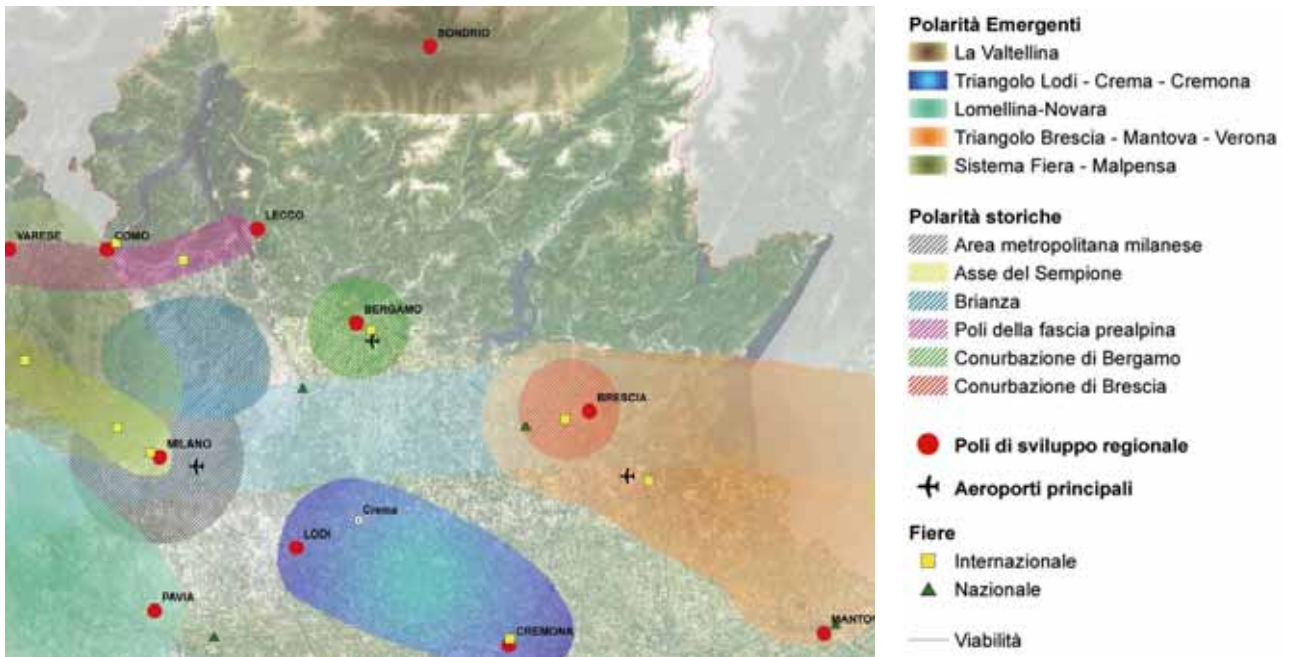 SONDRIO
LECCO
VARESE
COMO
BERGAMO
BRESCIA
MILANO
Crema
LODI
PAVIA
CREMONA
MANTOV
Polarità Emergenti
La Valtellina
Triangolo Lodi - Crema - Cremona
Lomellina-Novara
Triangolo Brescia - Mantova - Verona
Sistema Fiera - Malpensa
Polarità storiche
Area metropolitana milanese
Asse del Sempione
Brianza
Poli della fascia prealpina
Conurbazione di Bergamo
Conurbazione di Brescia
Poli di sviluppo regionale
Aeroporti principali
Fiere
Internazionale
Nazionale
Viabilità